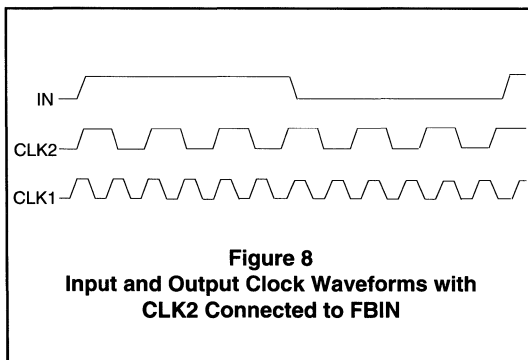 IN
CLK2
CLK1
Figure 8
Input and Output Clock Waveforms with
CLK2 Connected to FBIN